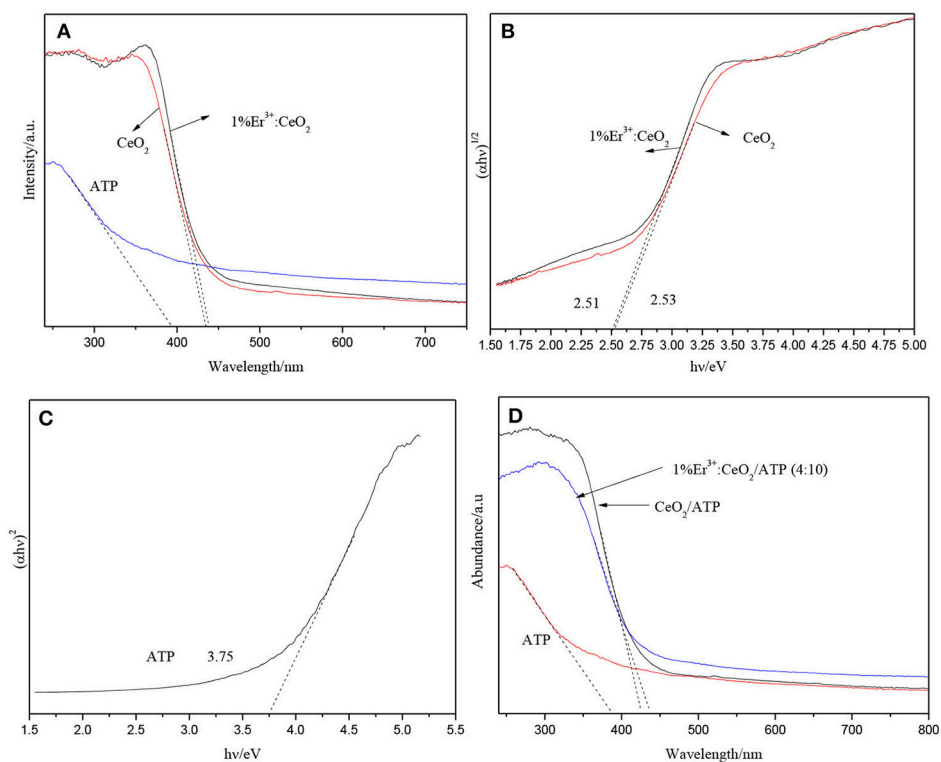 A
1%Er³⁺:CeO₂
CeO₂
ATP
Intensity/a.u.
300 400 500 600 700
Wavelength/nm
B
1%Er³⁺:CeO₂
CeO₂
(αhν)^1/2
2.51 2.53
1.50 1.75 2.00 2.25 2.50 2.75 3.00 3.25 3.50 3.75 4.00 4.25 4.50 4.75 5.00
hν/eV
C
(αhν)²
ATP 3.75
1.5 2.0 2.5 3.0 3.5 4.0 4.5 5.0 5.5
hν/eV
D
1%Er³⁺:CeO₂/ATP (4:10)
CeO₂/ATP
ATP
Abundance/a.u
300 400 500 600 700 800
Wavelength/nm